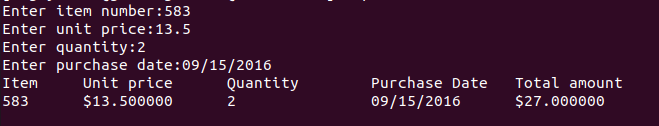 Enter item number:583
Enter unit price:13.5
Enter quantity:2
Enter purchase date:09/15/2016
Item Unit price Quantity Purchase Date Total amount
583 $13.500000 2 09/15/2016 $27.000000